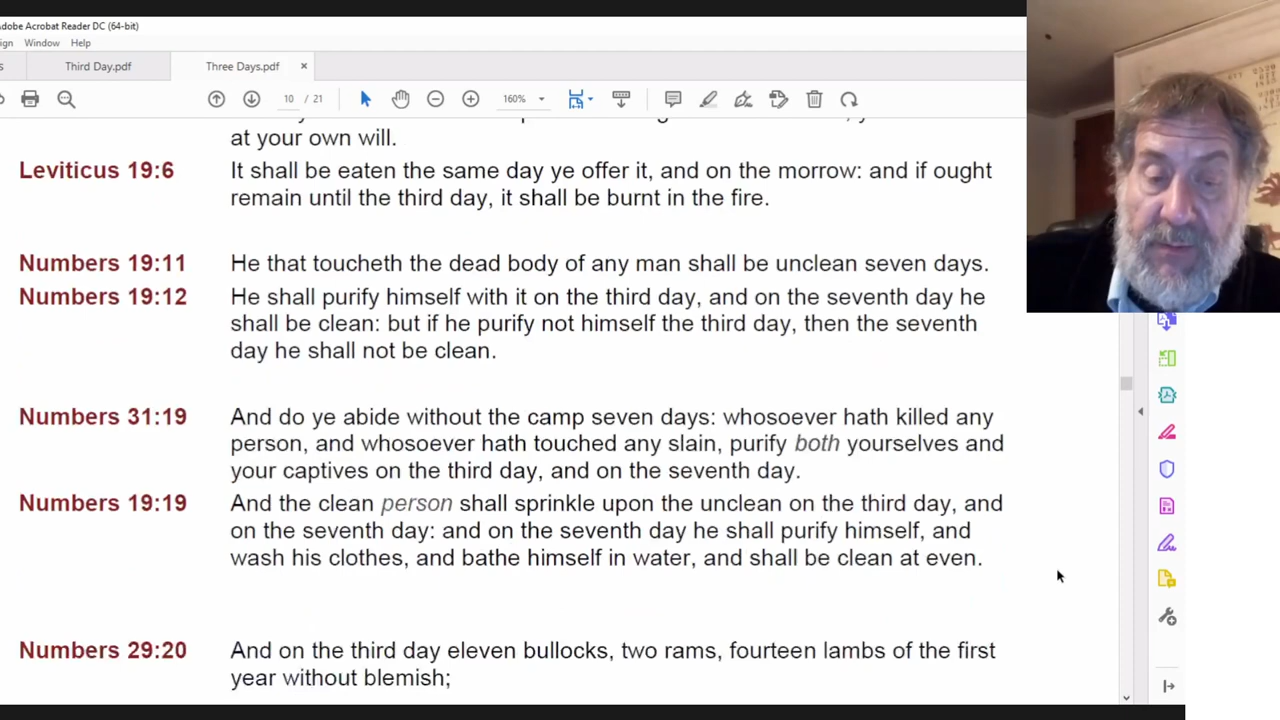 Adobe Acrobat Reader DC (64-bit)
Window Help
Third Day.pdf Three Days.pdf ×
10 / 21 160%
at your own will.
Leviticus 19:6 It shall be eaten the same day ye offer it, and on the morrow: and if ought
remain until the third day, it shall be burnt in the fire.
Numbers 19:11 He that toucheth the dead body of any man shall be unclean seven days.
Numbers 19:12 He shall purify himself with it on the third day, and on the seventh day he
shall be clean: but if he purify not himself the third day, then the seventh
day he shall not be clean.
Numbers 31:19 And do ye abide without the camp seven days: whosoever hath killed any
person, and whosoever hath touched any slain, purify both yourselves and
your captives on the third day, and on the seventh day.
Numbers 19:19 And the clean person shall sprinkle upon the unclean on the third day, and
on the seventh day: and on the seventh day he shall purify himself, and
wash his clothes, and bathe himself in water, and shall be clean at even.
Numbers 29:20 And on the third day eleven bullocks, two rams, fourteen lambs of the first
year without blemish;